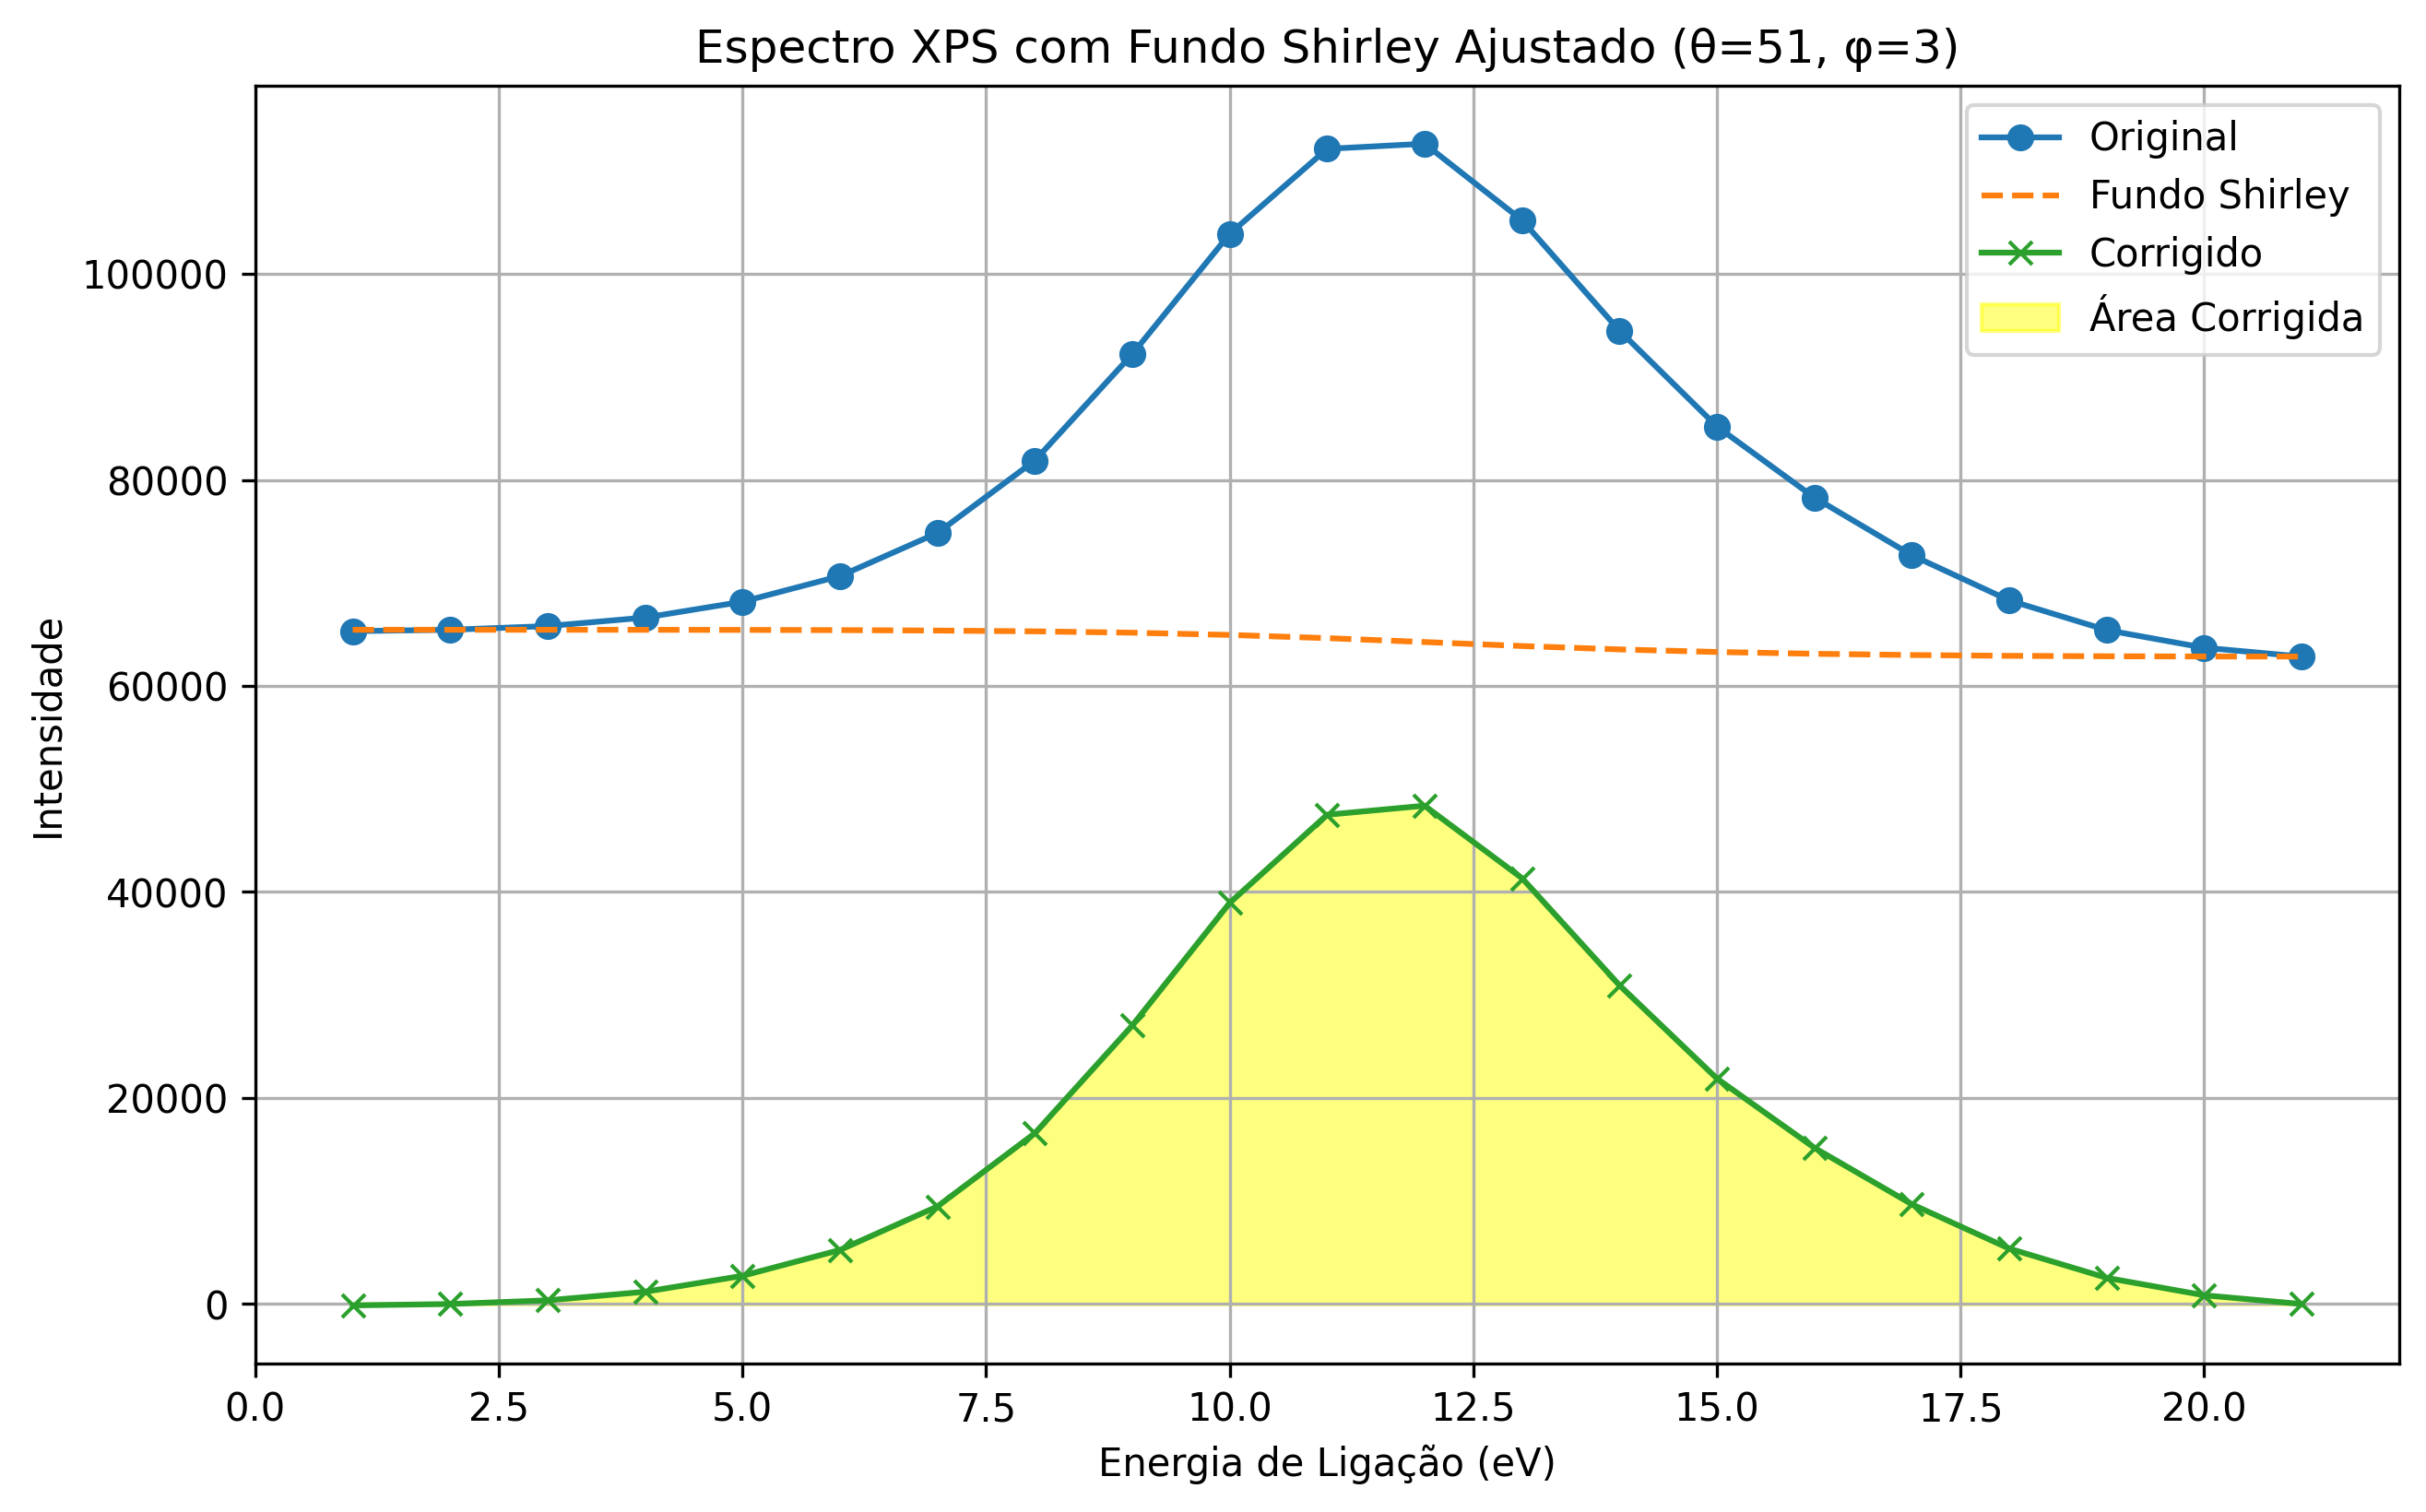 Espectro XPS com Fundo Shirley Ajustado (θ=51, φ=3)
Original
Fundo Shirley
Corrigido
Área Corrigida
Intensidade
100000
80000
60000
40000
20000
0
0.0 2.5 5.0 7.5 10.0 12.5 15.0 17.5 20.0
Energia de Ligação (eV)